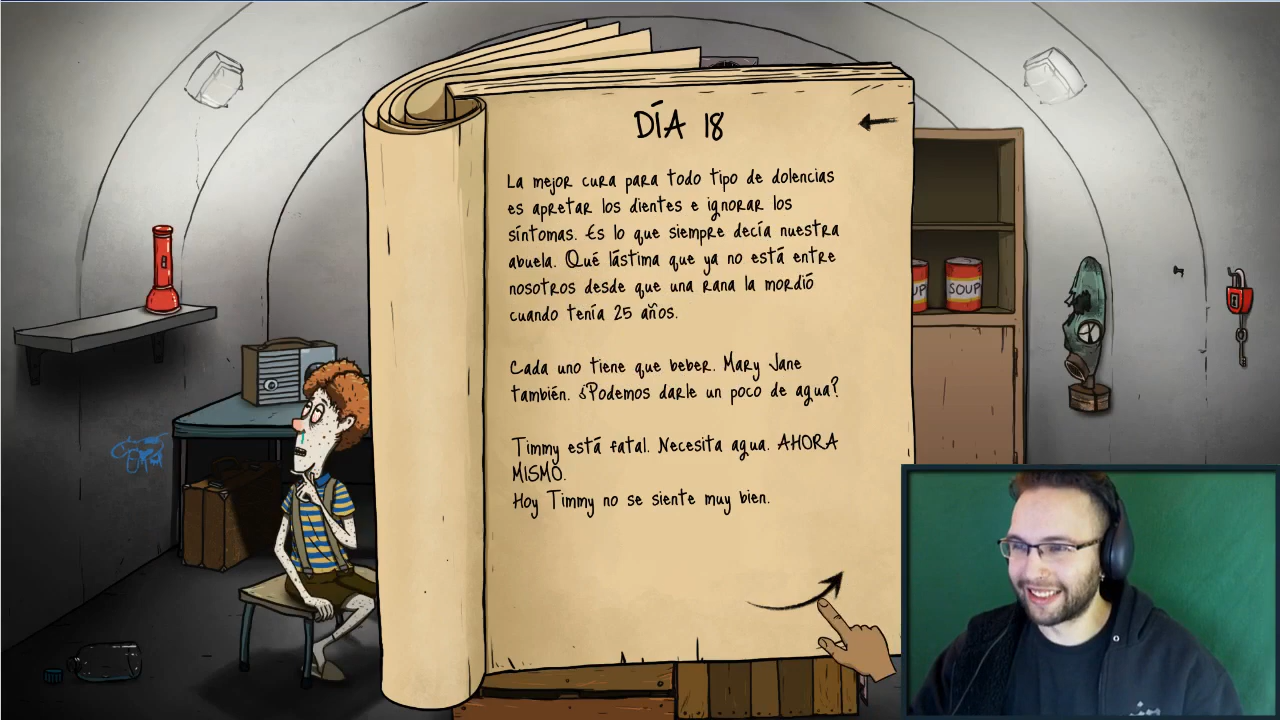 DÍA 18
La mejor cura para todo tipo de dolencias
es apretar los dientes e ignorar los
síntomas. Es lo que siempre decía nuestra
abuela. Qué lástima que ya no está entre
nosotros desde que una rana la mordió
cuando tenía 25 años.
Cada uno tiene que beber. Mary Jane
también. ¿Podemos darle un poco de agua?
Timmy está fatal. Necesita agua. AHORA
MISMO.
Hoy Timmy no se siente muy bien.
UP SOUP